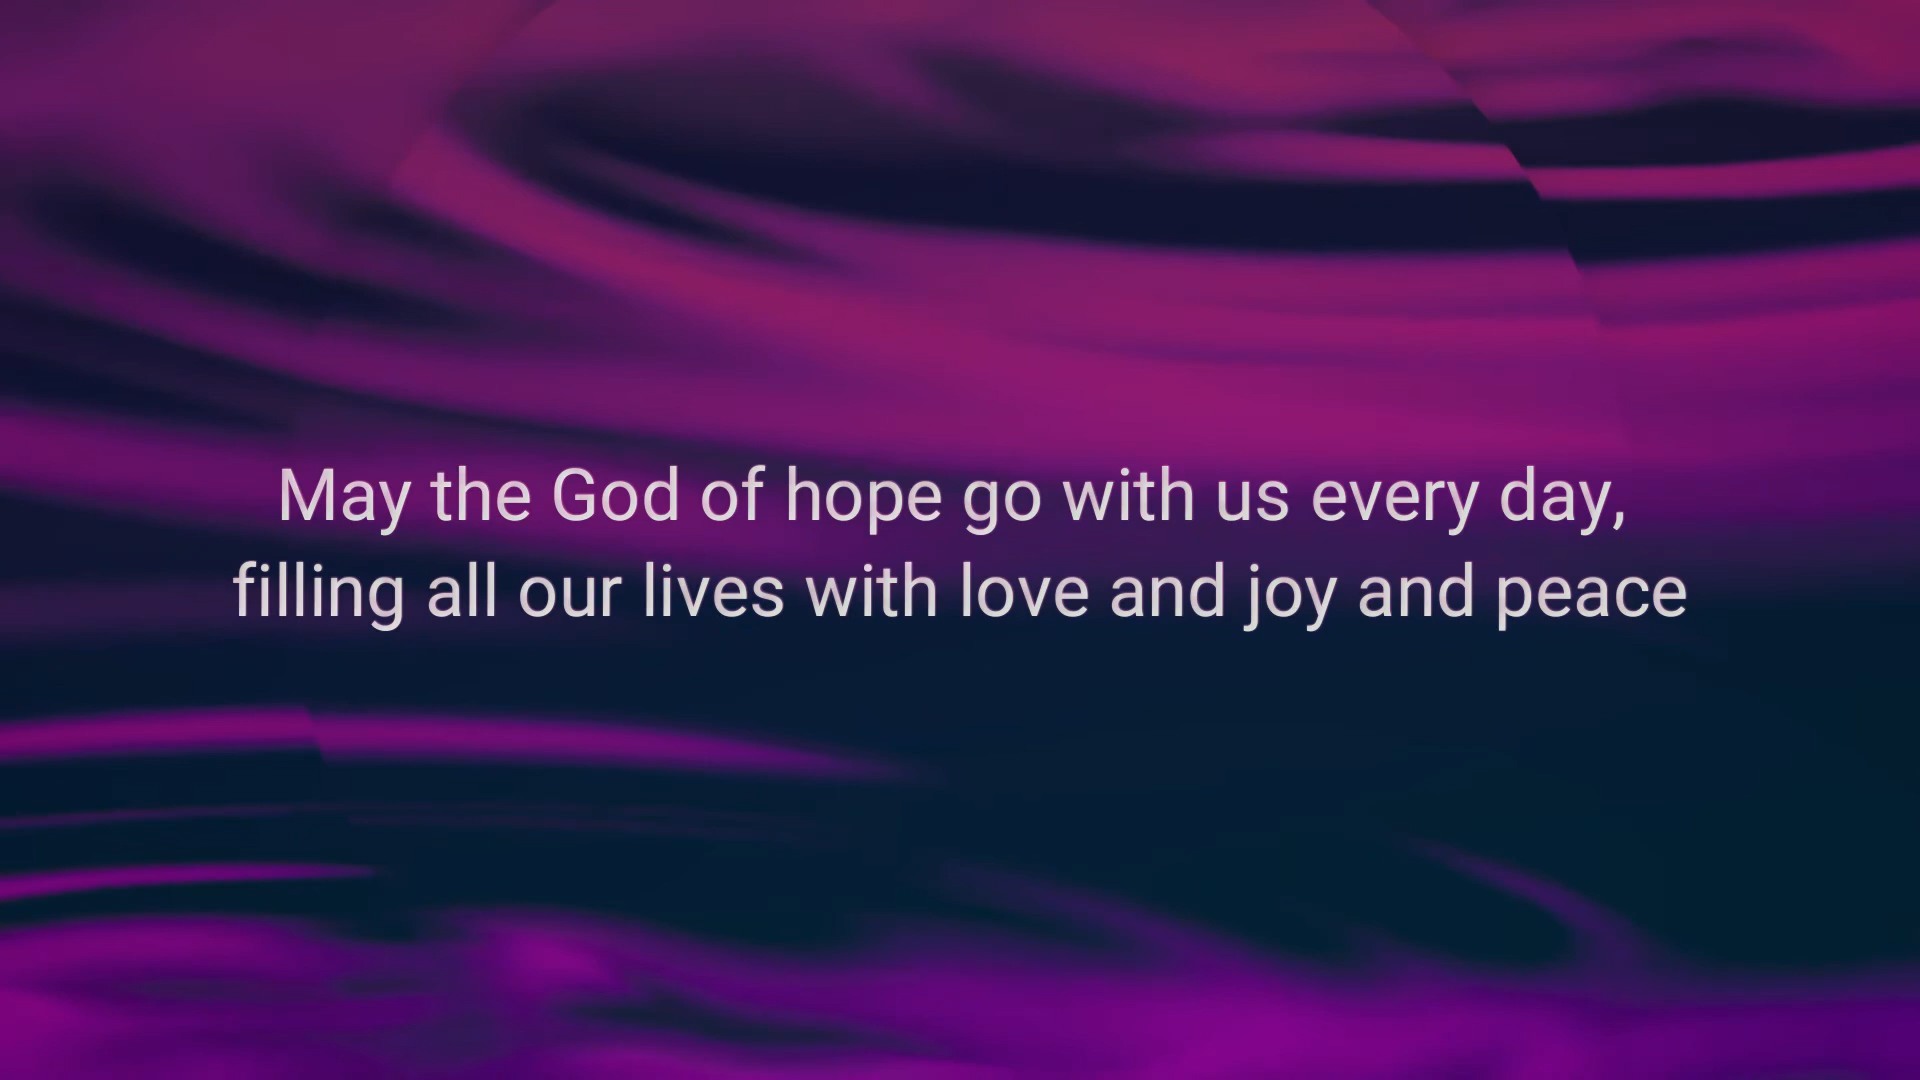 May the God of hope go with us every day,
filling all our lives with love and joy and peace